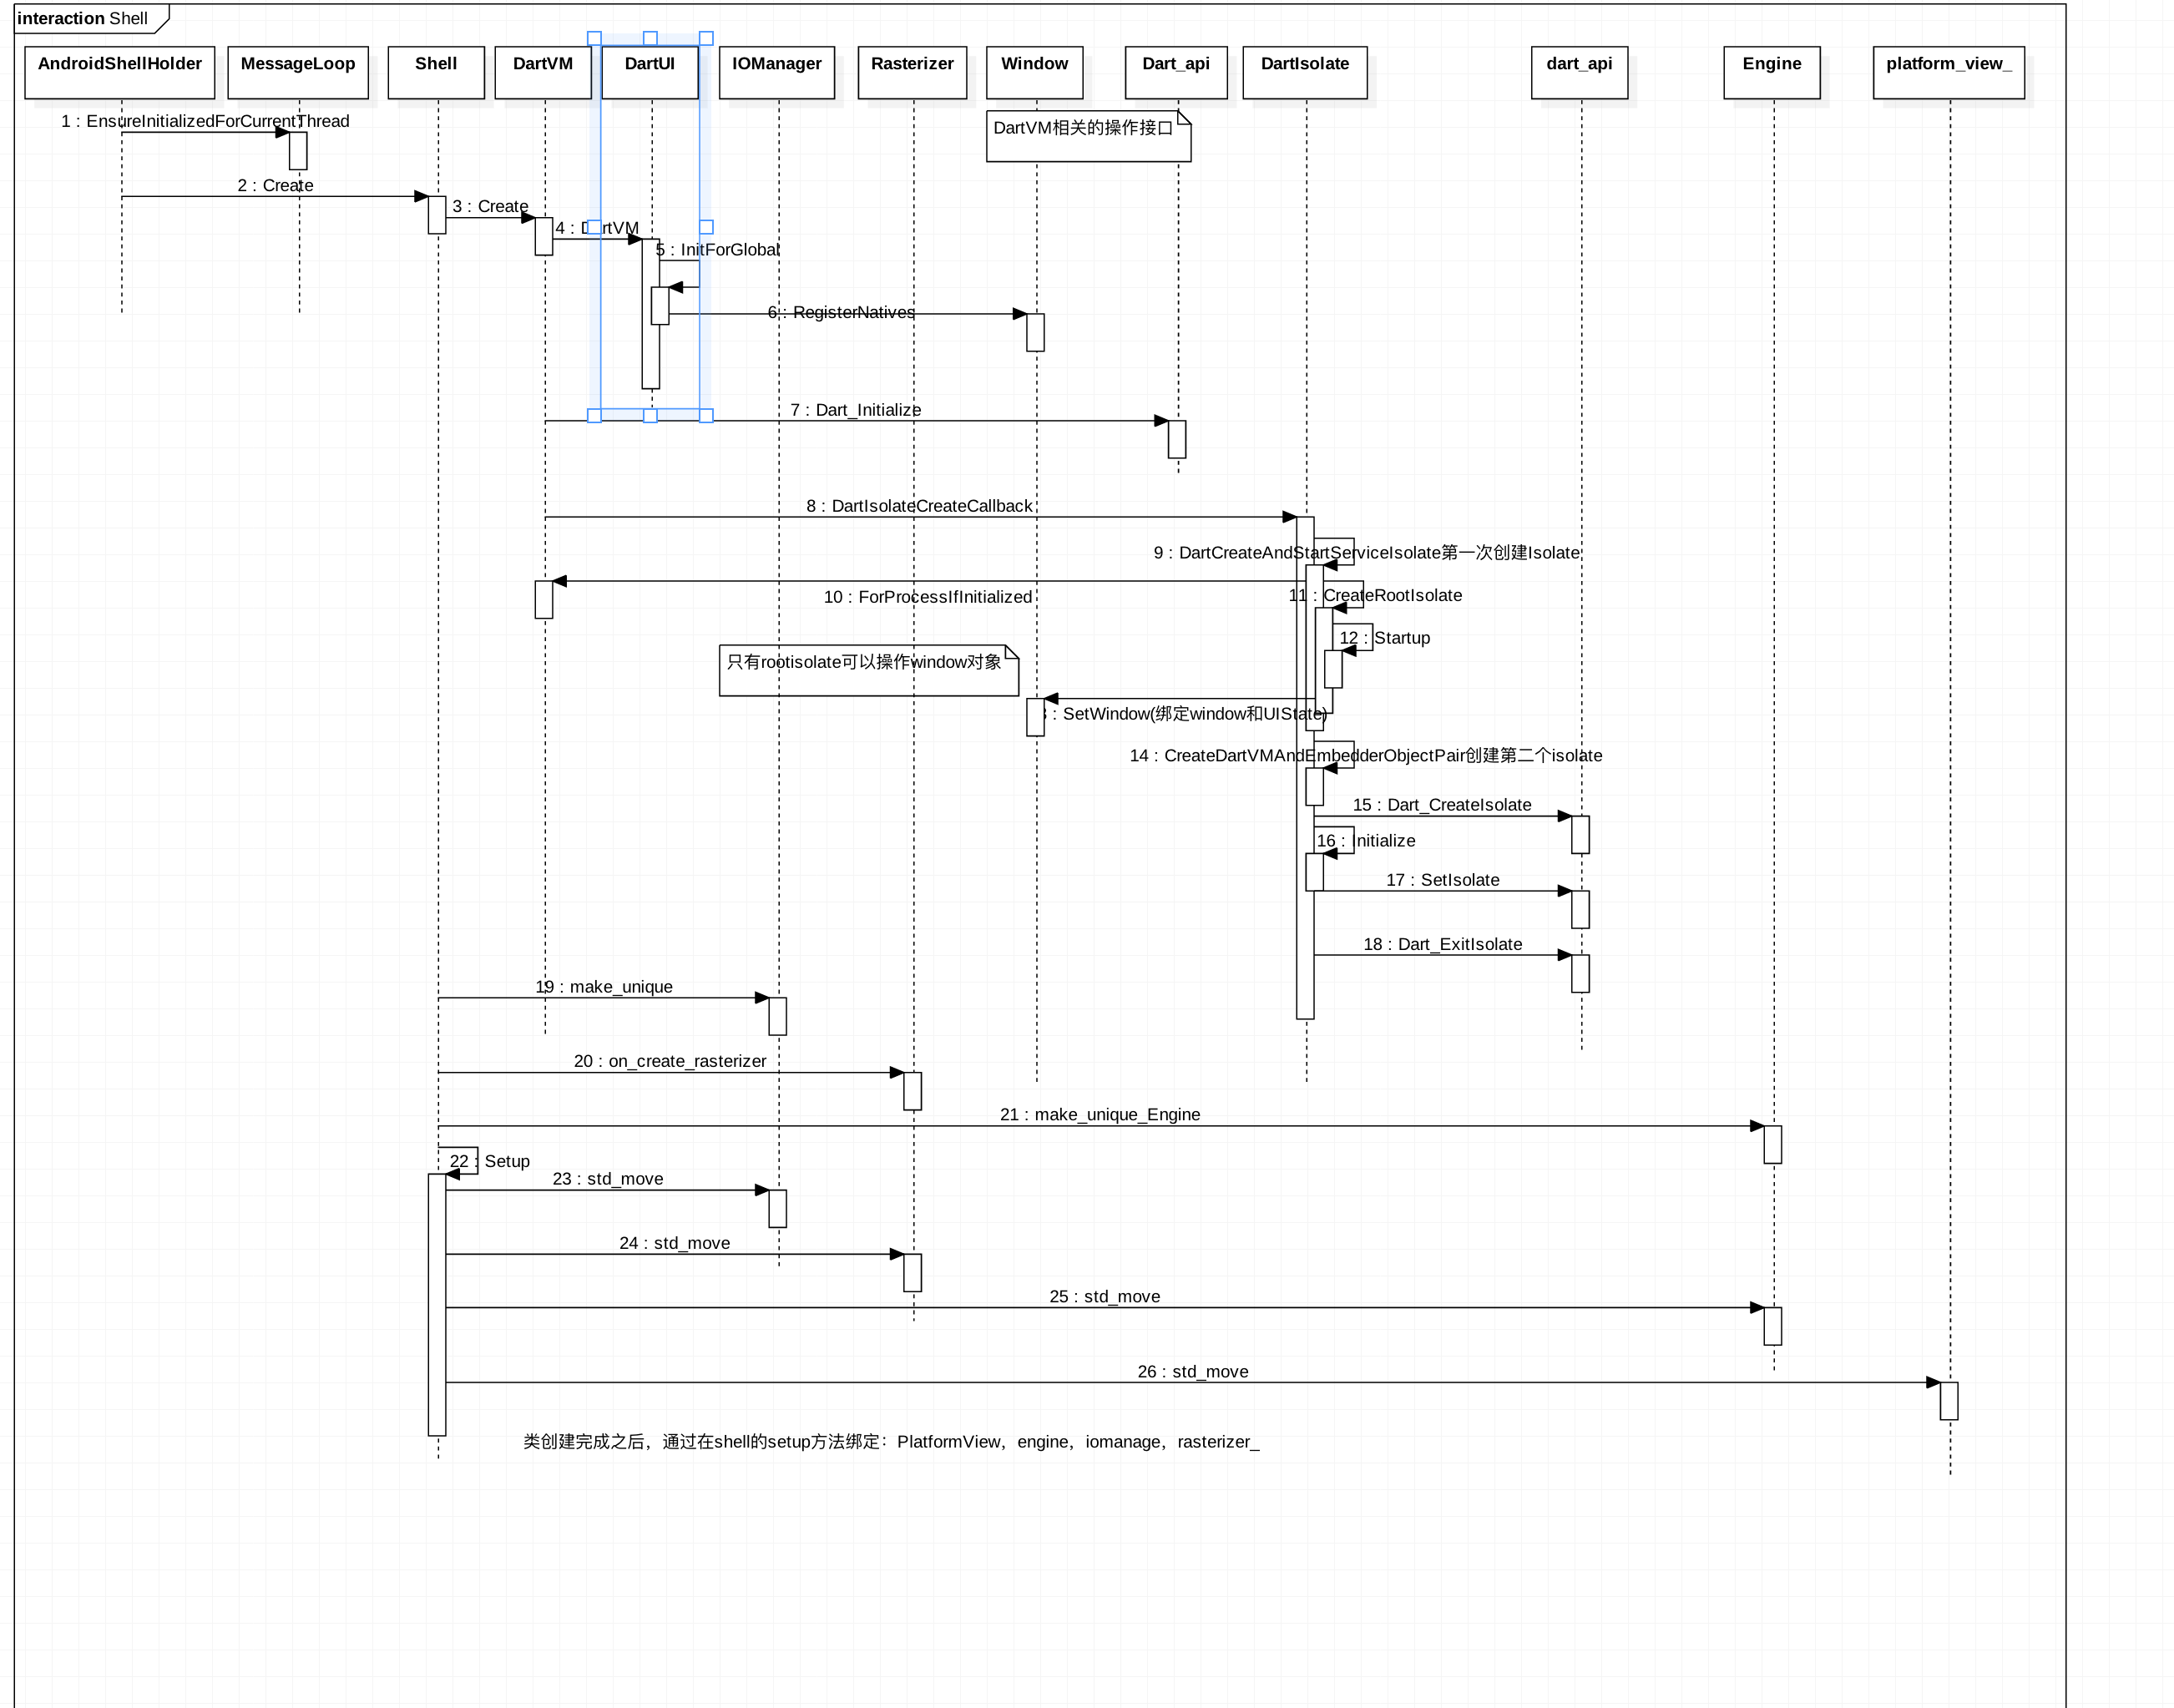 interaction Shell
AndroidShellHolder
MessageLoop
Shell
DartVM
DartUI
IOManager
Rasterizer
Window
Dart_api
DartIsolate
dart_api
Engine
platform_view_
1 : EnsureInitializedForCurrentThread
DartVM相关的操作接口
2 : Create
3 : Create
4 : DartVM
5 : InitForGlobal
6 : RegisterNatives
7 : Dart_Initialize
8 : DartIsolateCreateCallback
9 : DartCreateAndStartServiceIsolate第一次创建Isolate
10 : ForProcessIfInitialized
11 : CreateRootIsolate
12 : Startup
只有rootisolate可以操作window对象
: SetWindow(绑定window和UIState)
14 : CreateDartVMAndEmbedderObjectPair创建第二个isolate
15 : Dart_CreateIsolate
16 : Initialize
17 : SetIsolate
18 : Dart_ExitIsolate
19 : make_unique
20 : on_create_rasterizer
21 : make_unique_Engine
22 : Setup
23 : std_move
24 : std_move
25 : std_move
26 : std_move
类创建完成之后，通过在shell的setup方法绑定：PlatformView，engine，iomanage，rasterizer_